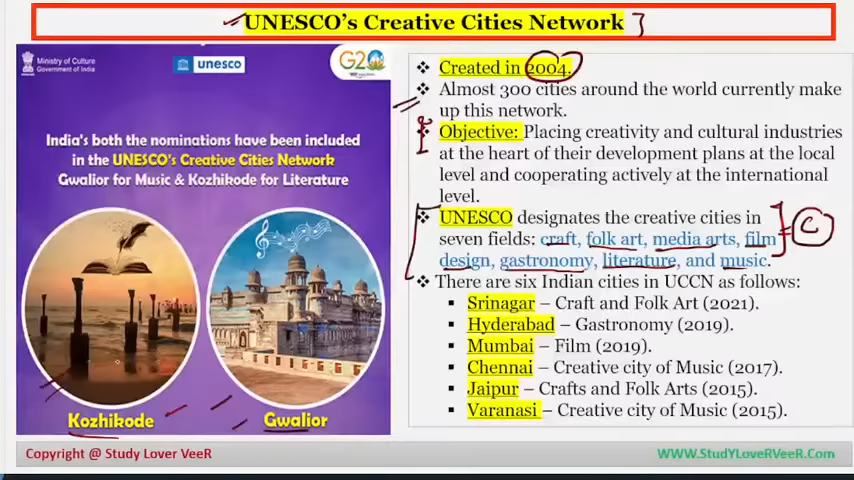 UNESCO's Creative Cities Network
Ministry of Culture
Government of India
unesco
G20
India's both the nominations have been included
in the UNESCO's Creative Cities Network
Gwalior for Music & Kozhikode for Literature
Kozhikode
Gwalior
❖ Created in 2004.
❖ Almost 300 cities around the world currently make
up this network.
❖ Objective: Placing creativity and cultural industries
at the heart of their development plans at the local
level and cooperating actively at the international
level.
❖ UNESCO designates the creative cities in
seven fields: craft, folk art, media arts, film
design, gastronomy, literature, and music.
C
❖ There are six Indian cities in UCCN as follows:
▪ Srinagar – Craft and Folk Art (2021).
▪ Hyderabad – Gastronomy (2019).
▪ Mumbai – Film (2019).
▪ Chennai – Creative city of Music (2017).
▪ Jaipur – Crafts and Folk Arts (2015).
▪ Varanasi – Creative city of Music (2015).
Copyright @ Study Lover VeeR
WWW.StudyLoverVeeR.Com